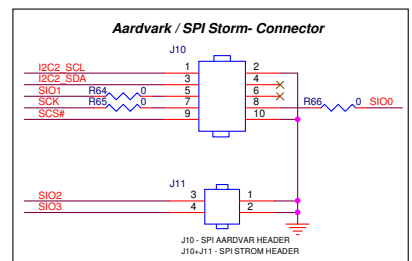 Aardvark / SPI Storm- Connector
J10
I2C2_SCL 1 2
I2C2_SDA 3 4
SIO1 R64 0 5 6
SCK R65 0 7 8 R66 0 SIO0
SCS# 9 10
J11
SIO2 3 1
SIO3 4 2
J10 - SPI AARDVAR HEADER
J10+J11 - SPI STROM HEADER